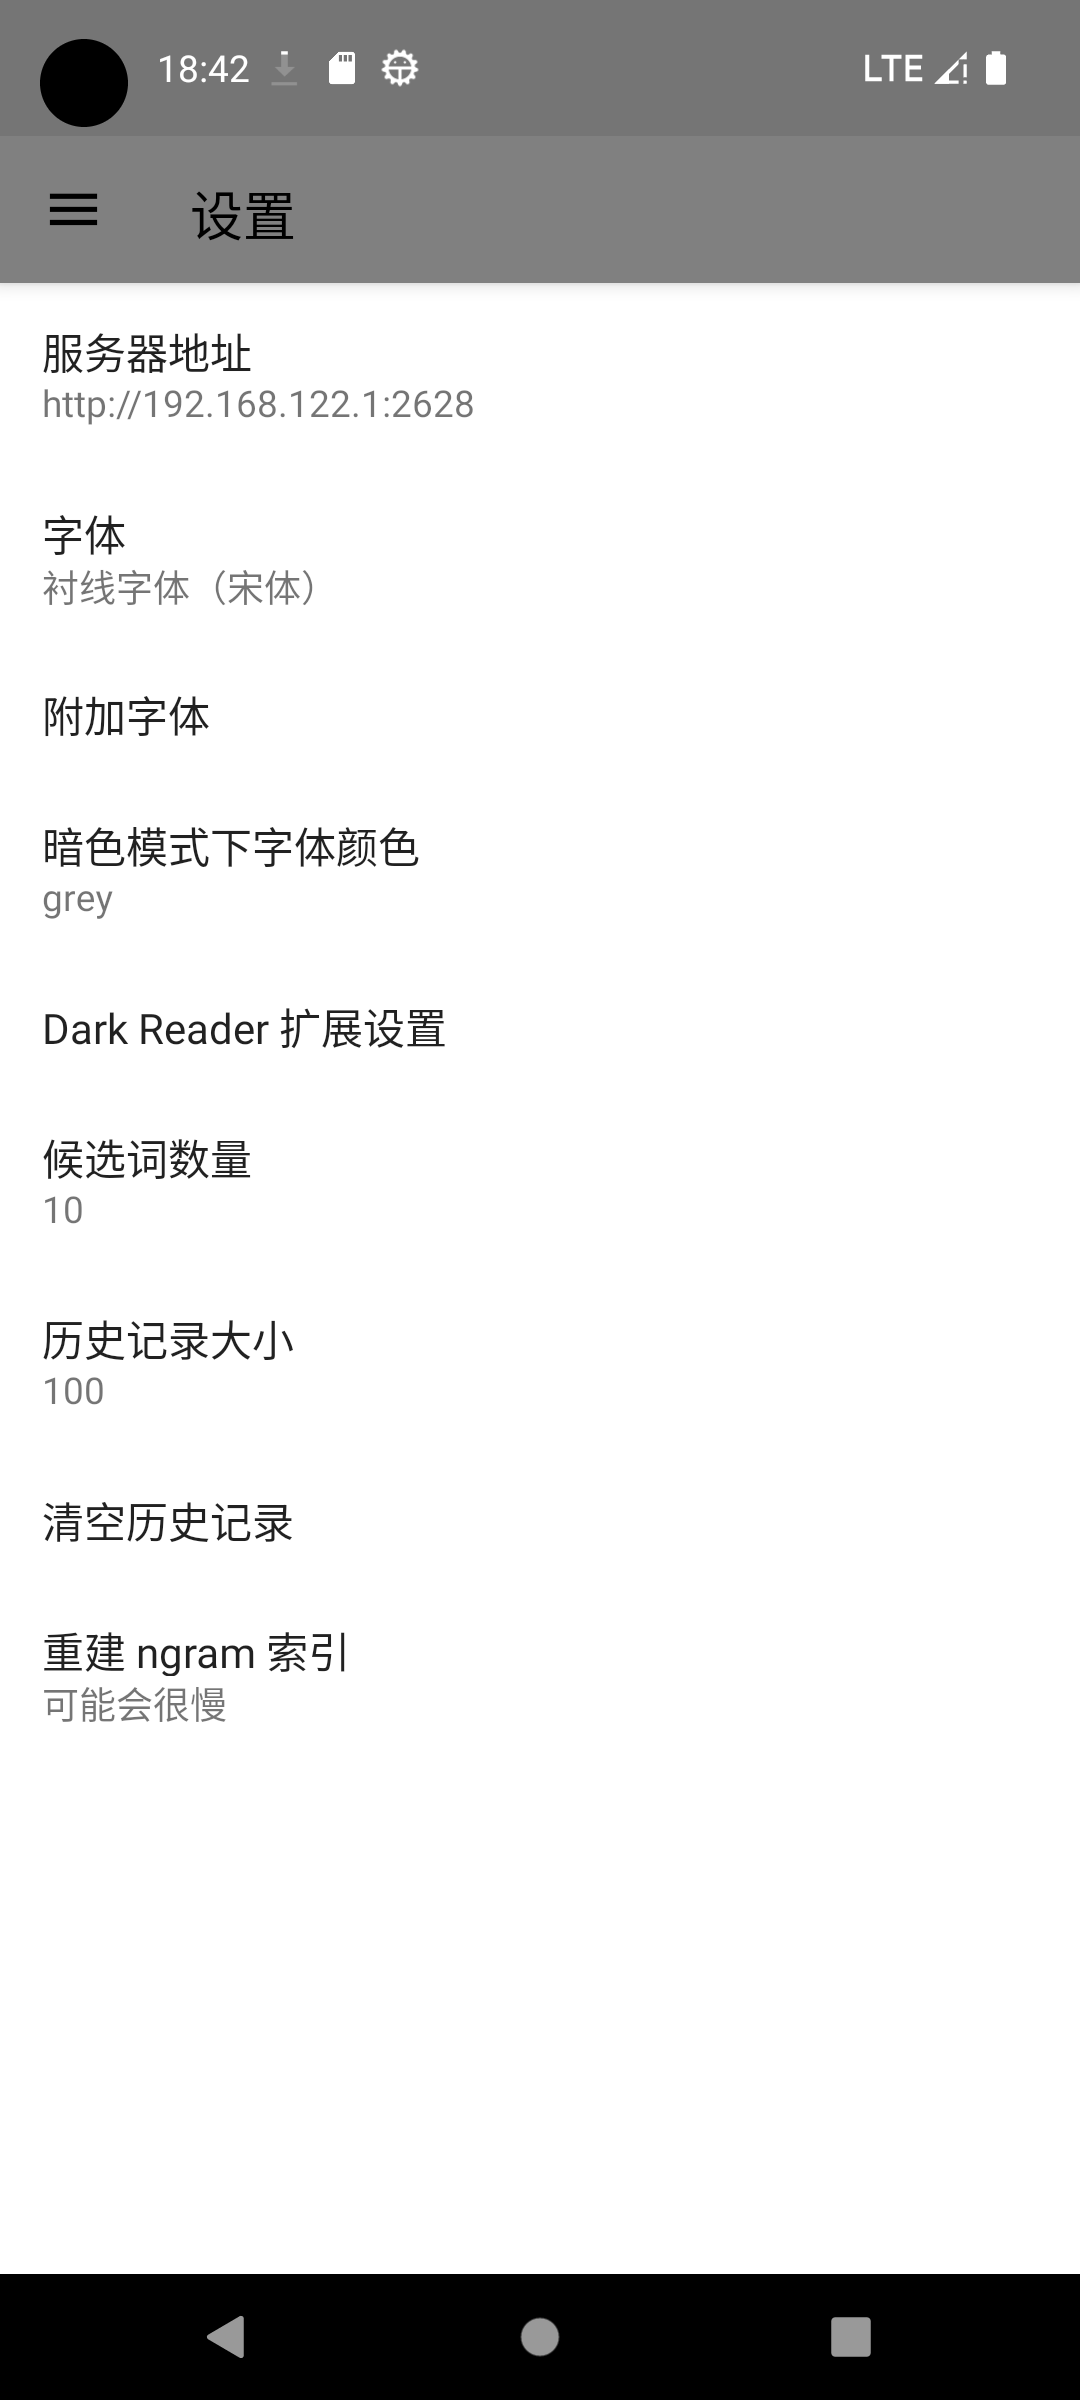 18:42
LTE
设置
服务器地址
http://192.168.122.1:2628
字体
衬线字体（宋体）
附加字体
暗色模式下字体颜色
grey
Dark Reader 扩展设置
候选词数量
10
历史记录大小
100
清空历史记录
重建 ngram 索引
可能会很慢